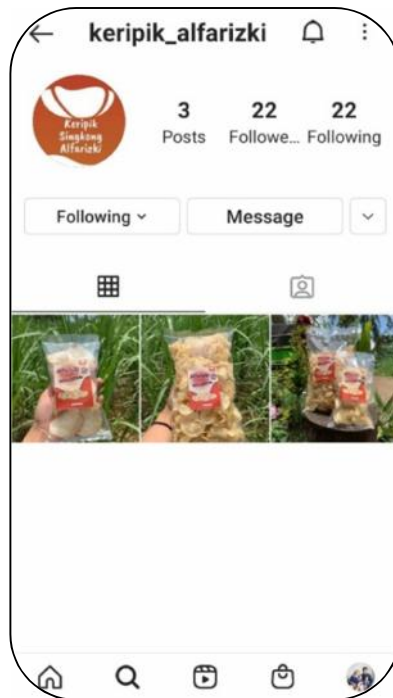 keripik_alfarizki
Keripik
Singkong
Alfarizki
3 22 22
Posts Followe... Following
Following Message